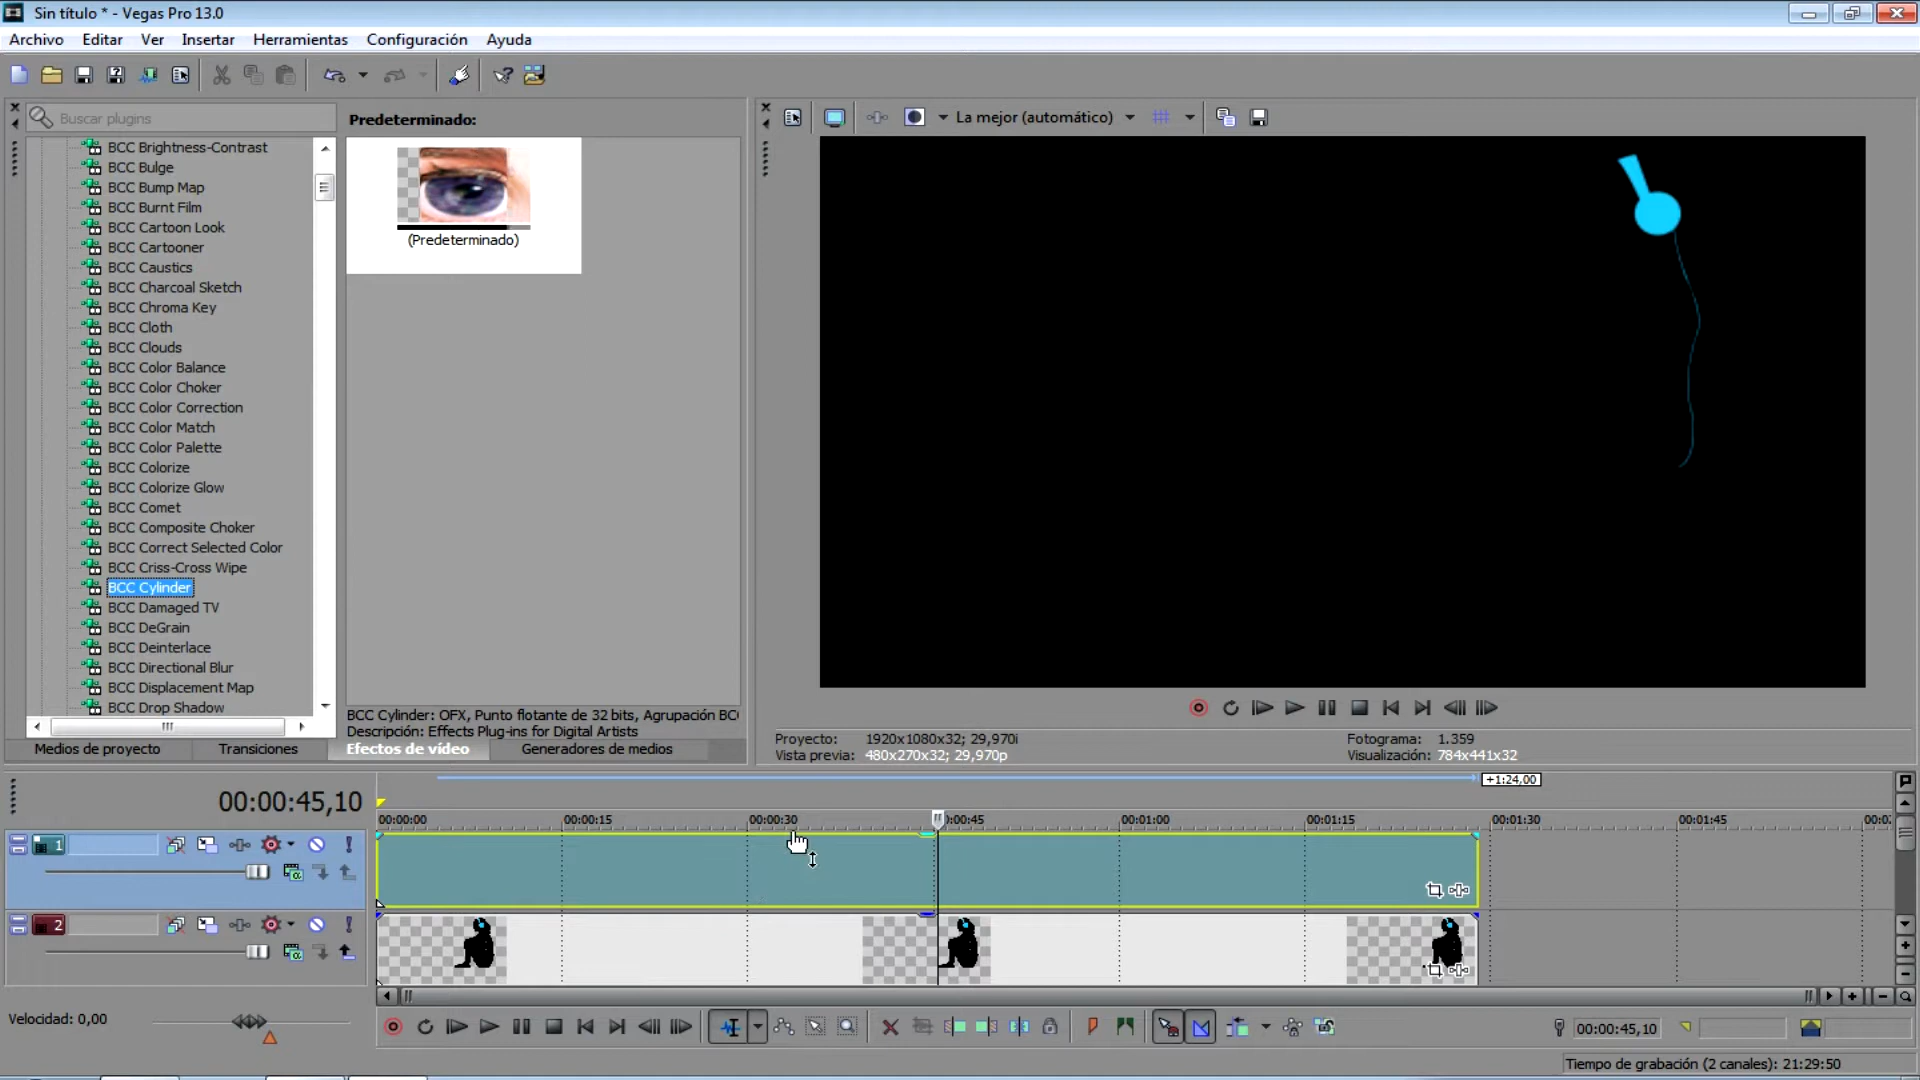 Sin título * - Vegas Pro 13.0
Archivo Editar Ver Insertar Herramientas Configuración Ayuda
Buscar plugins
BCC Brightness-Contrast
BCC Bulge
BCC Bump Map
BCC Burnt Film
BCC Cartoon Look
BCC Cartooner
BCC Caustics
BCC Charcoal Sketch
BCC Chroma Key
BCC Cloth
BCC Clouds
BCC Color Balance
BCC Color Choker
BCC Color Correction
BCC Color Match
BCC Color Palette
BCC Colorize
BCC Colorize Glow
BCC Comet
BCC Composite Choker
BCC Correct Selected Color
BCC Criss-Cross Wipe
BCC Cylinder
BCC Damaged TV
BCC DeGrain
BCC Deinterlace
BCC Directional Blur
BCC Displacement Map
BCC Drop Shadow
Predeterminado:
(Predeterminado)
BCC Cylinder: OFX, Punto flotante de 32 bits, Agrupación BC
Descripción: Effects Plug-ins for Digital Artists
Medios de proyecto Transiciones Efectos de vídeo Generadores de medios
La mejor (automático)
Proyecto: 1920x1080x32; 29,970i
Vista previa: 480x270x32; 29,970p
Fotograma: 1.359
Visualización: 784x441x32
+1:24,00
00:00:45,10
00:00:00 00:00:15 00:00:30 0:00:45 00:01:00 00:01:15 00:01:30 00:01:45 00:0
1
2
Velocidad: 0,00
00:00:45,10
Tiempo de grabación (2 canales): 21:29:50